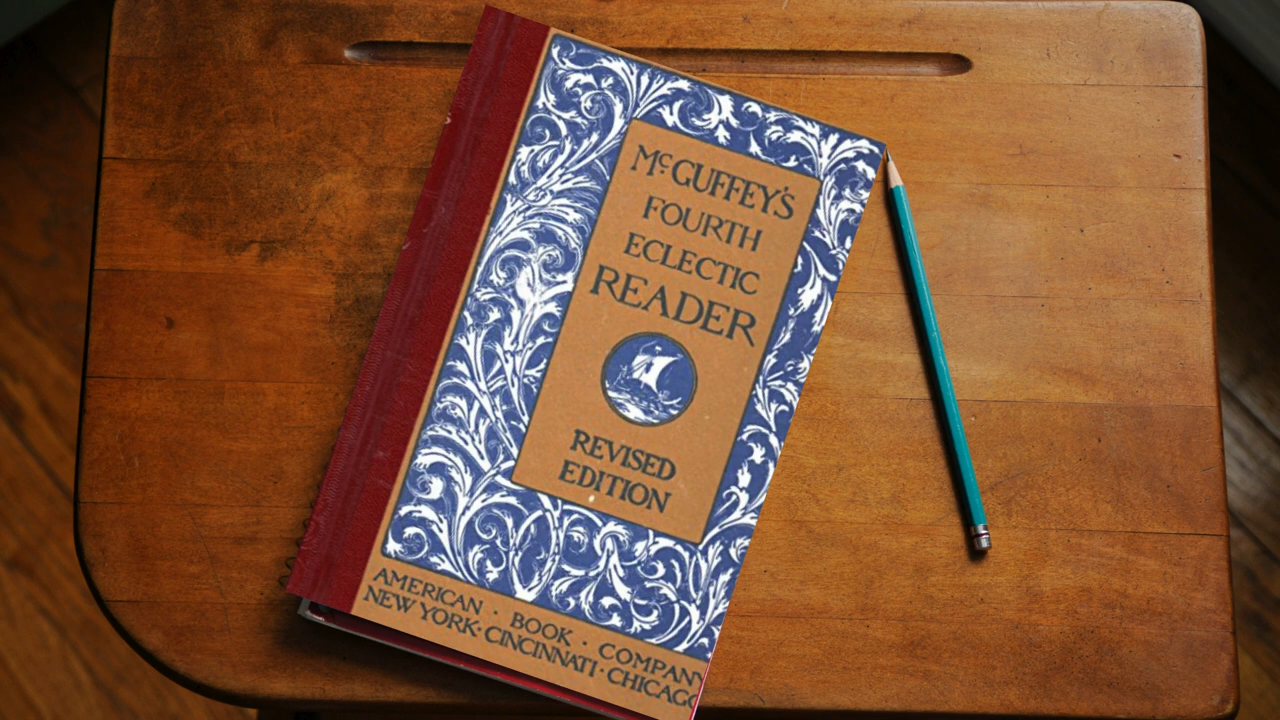 McGUFFEY'S
FOURTH
ECLECTIC
READER
REVISED
EDITION
AMERICAN · BOOK · COMPANY
NEW YORK · CINCINNATI · CHICAGO